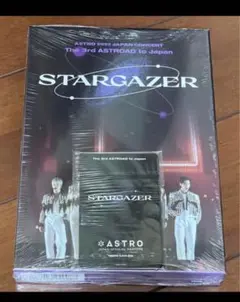 ASTRO 2022 JAPAN CONCERT
The 3rd ASTROAD to Japan
STARGAZER
The 3rd ASTROAD to Japan
STARGAZER
ASTRO